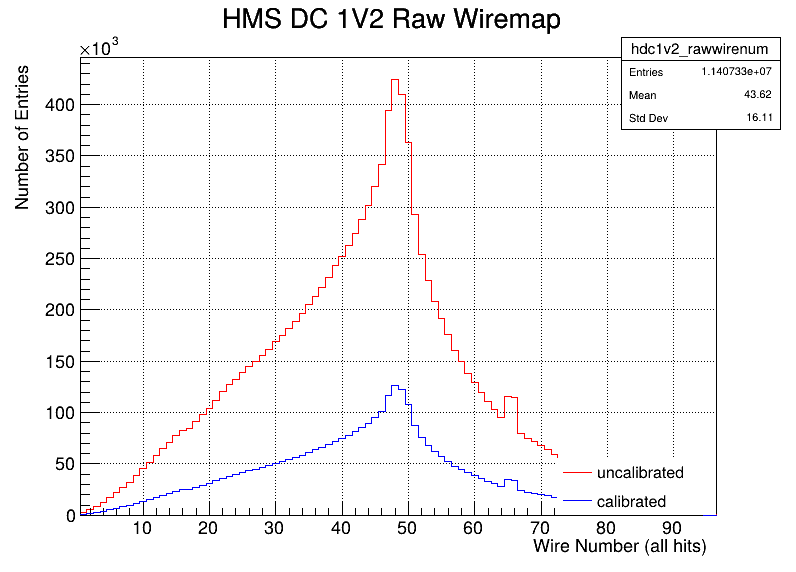 HMS DC 1V2 Raw Wiremap
×10³
hdc1v2_rawwirenum
Entries 1.140733e+07
Mean 43.62
Std Dev 16.11
Number of Entries
400
350
300
250
200
150
100
50
0
uncalibrated
calibrated
10 20 30 40 50 60 70 80 90
Wire Number (all hits)